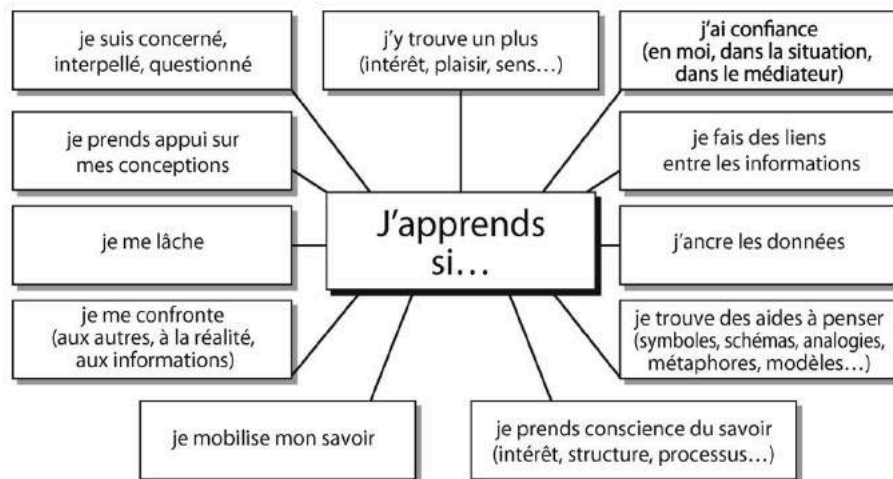 je suis concerné,
interpellé, questionné
j'y trouve un plus
(intérêt, plaisir, sens…)
j'ai confiance
(en moi, dans la situation,
dans le médiateur)
je prends appui sur
mes conceptions
je fais des liens
entre les informations
J'apprends
si…
je me lâche
j'ancre les données
je me confronte
(aux autres, à la réalité,
aux informations)
je trouve des aides à penser
(symboles, schémas, analogies,
métaphores, modèles…)
je mobilise mon savoir
je prends conscience du savoir
(intérêt, structure, processus…)